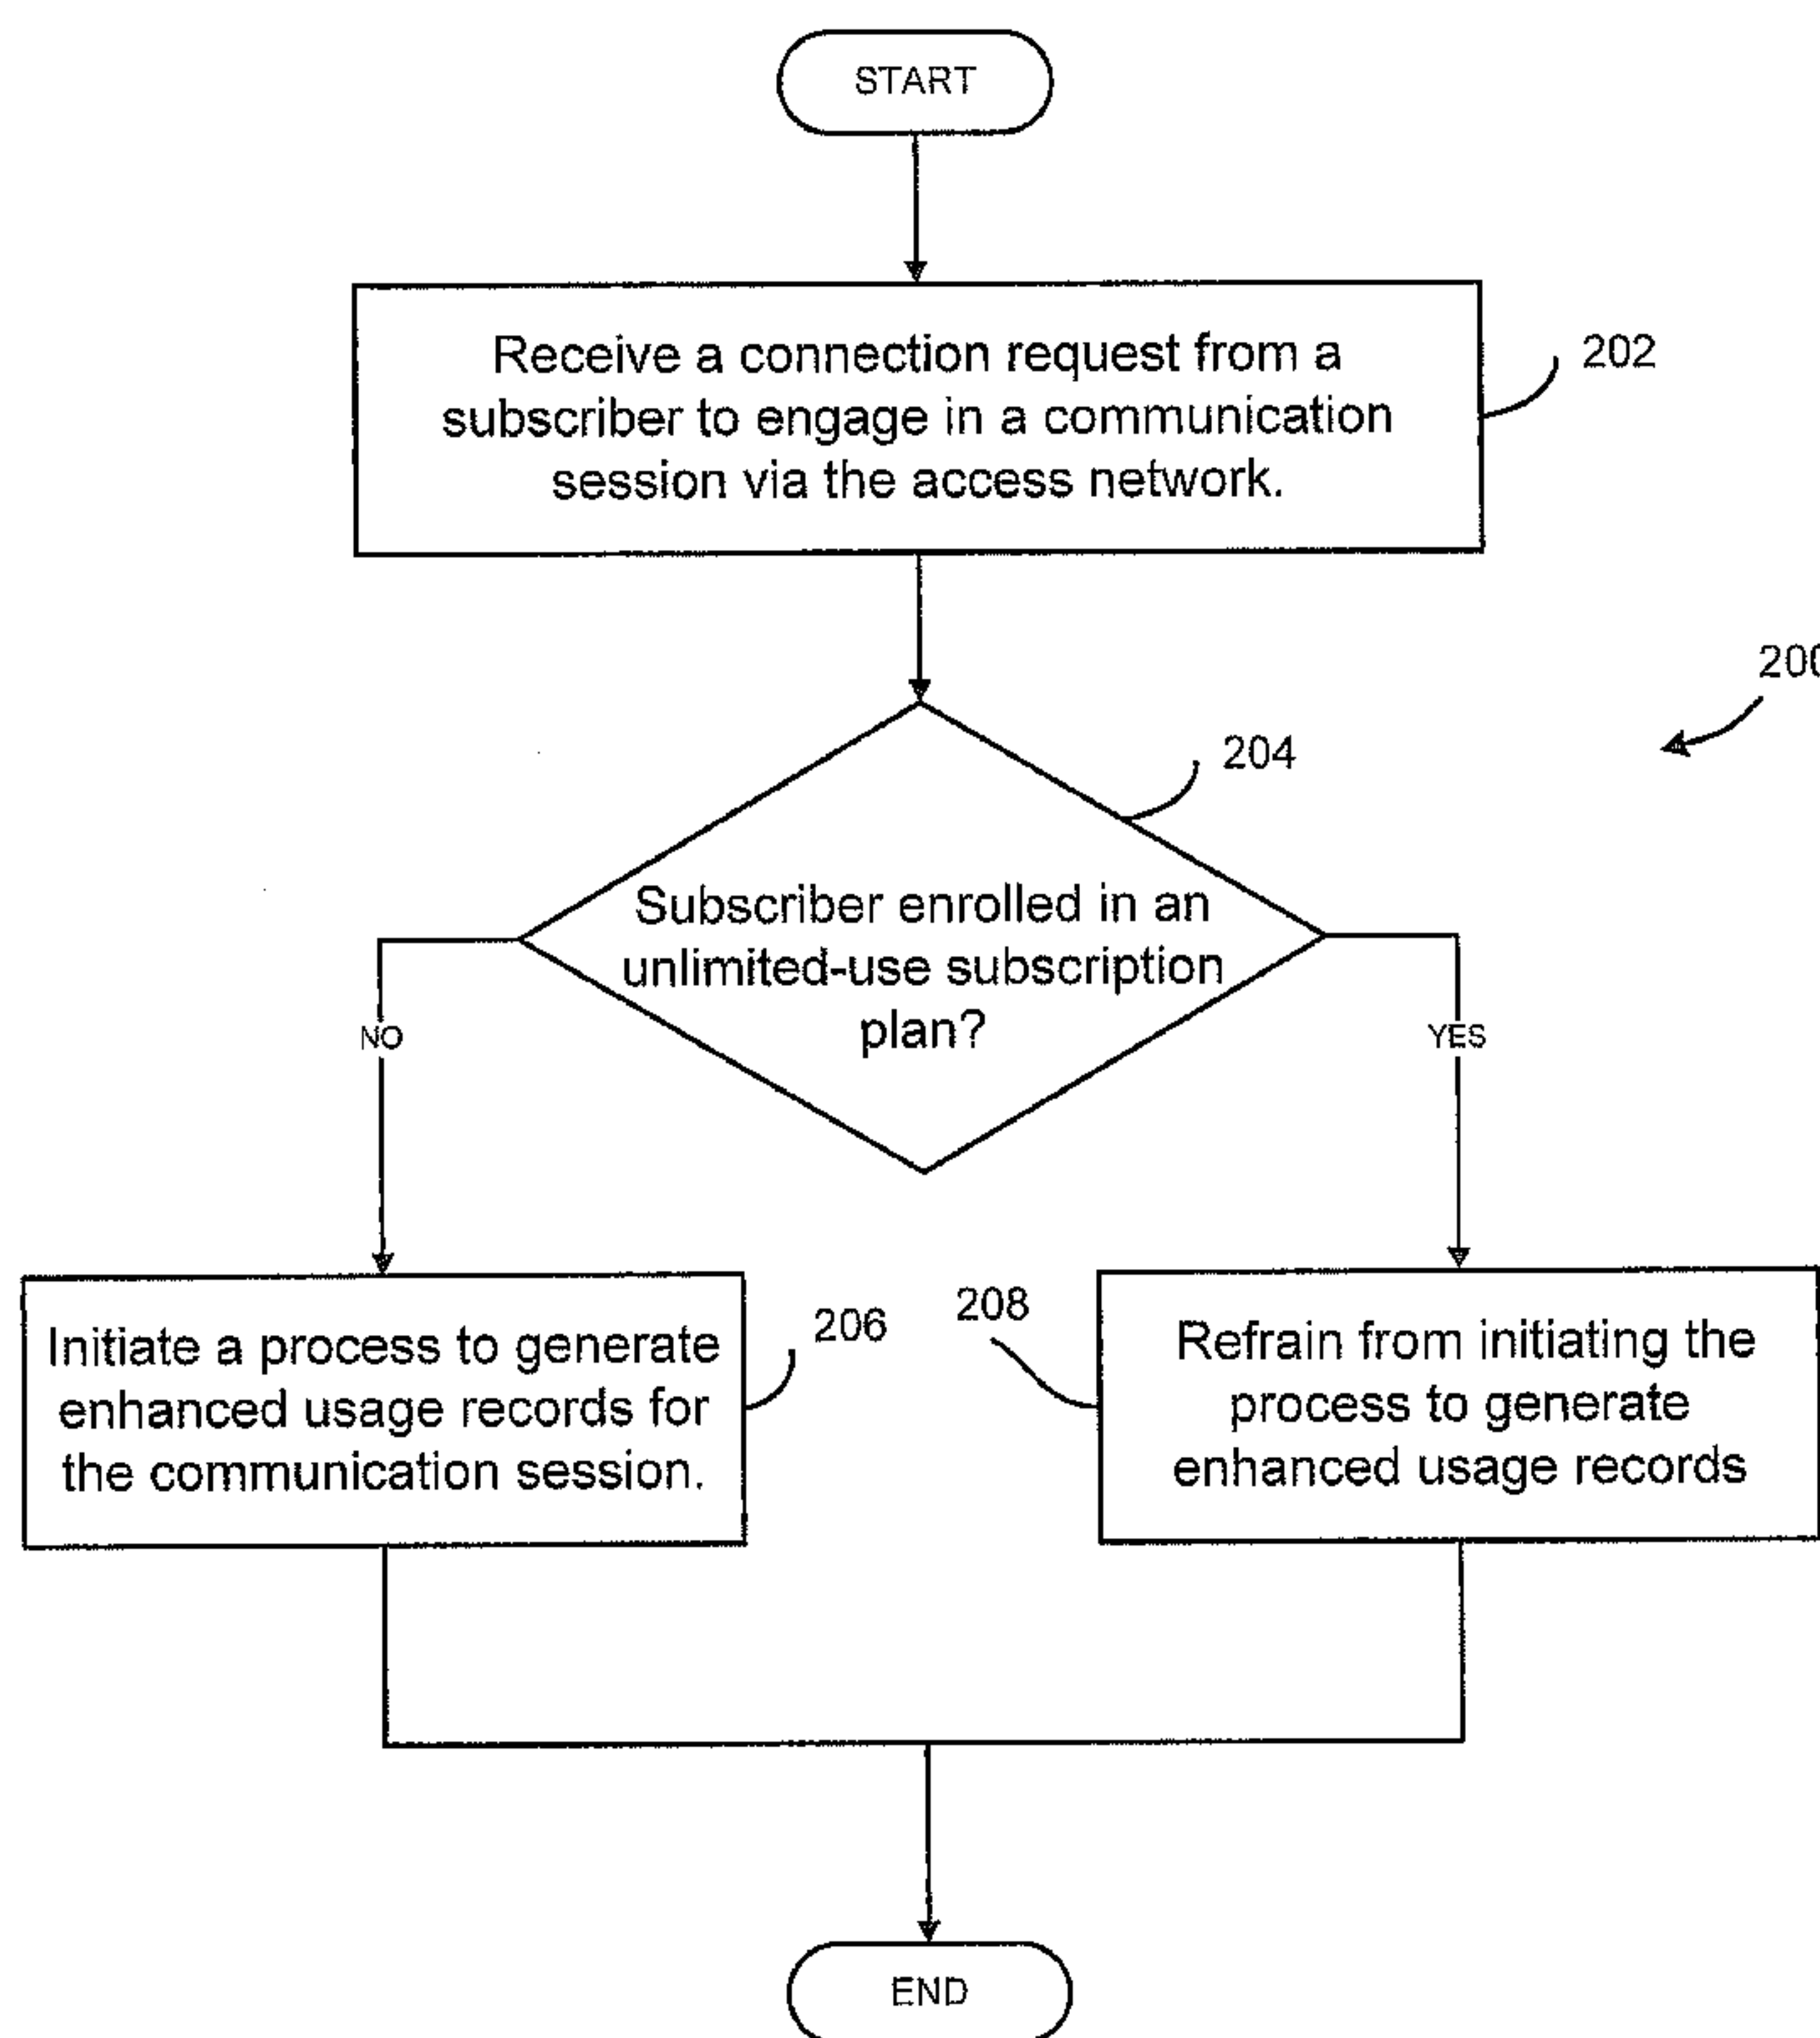 START
Receive a connection request from a
subscriber to engage in a communication
session via the access network.
202
200
204
Subscriber enrolled in an
unlimited-use subscription
plan?
NO
YES
Initiate a process to generate
enhanced usage records for
the communication session.
206
208
Refrain from initiating the
process to generate
enhanced usage records
END